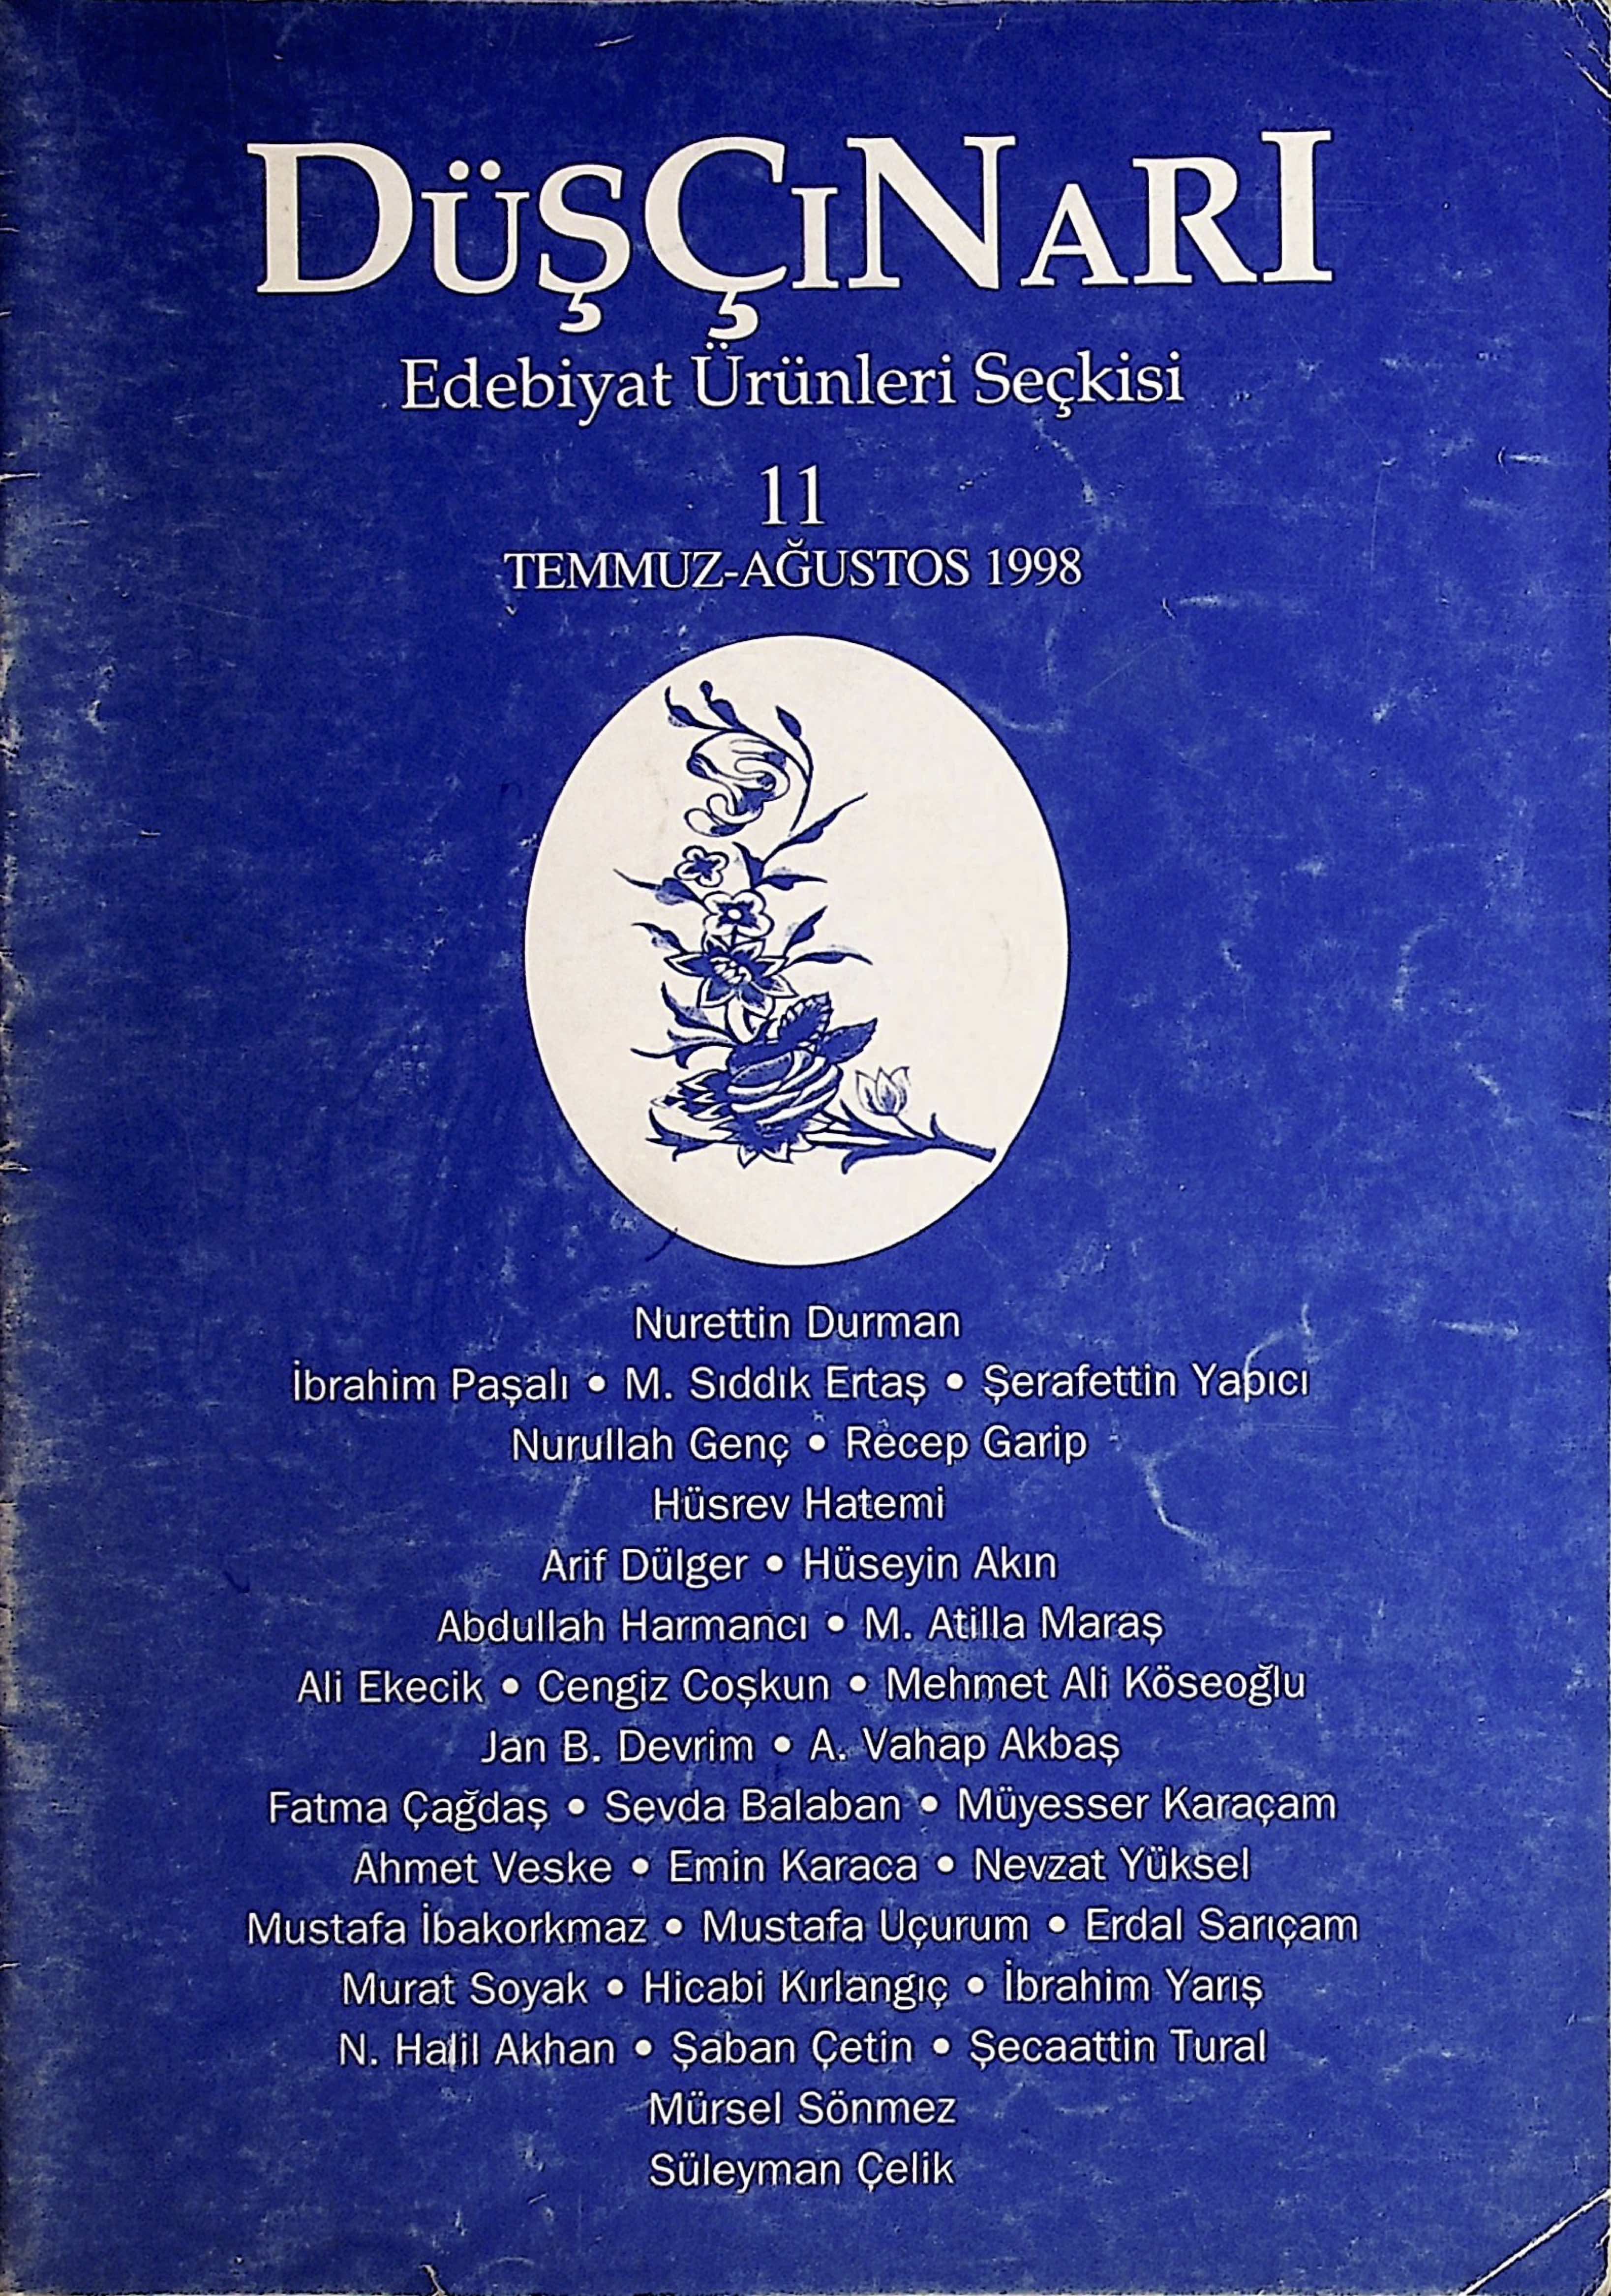 DÜŞÇINARI
Edebiyat Ürünleri Seçkisi
11
TEMMUZ-AĞUSTOS 1998
Nurettin Durman
İbrahim Paşalı • M. Sıddık Ertaş • Şerafettin Yapıcı
Nurullah Genç • Recep Garip
Hüsrev Hatemi
Arif Dülger • Hüseyin Akın
Abdullah Harmancı • M. Atilla Maraş
Ali Ekecik • Cengiz Coşkun • Mehmet Ali Köseoğlu
Jan B. Devrim • A. Vahap Akbaş
Fatma Çağdaş • Sevda Balaban • Müyesser Karaçam
Ahmet Veske • Emin Karaca • Nevzat Yüksel
Mustafa İbakorkmaz • Mustafa Uçurum • Erdal Sarıçam
Murat Soyak • Hicabi Kırlangıç • İbrahim Yarış
N. Halil Akhan • Şaban Çetin • Şecaattin Tural
Mürsel Sönmez
Süleyman Çelik